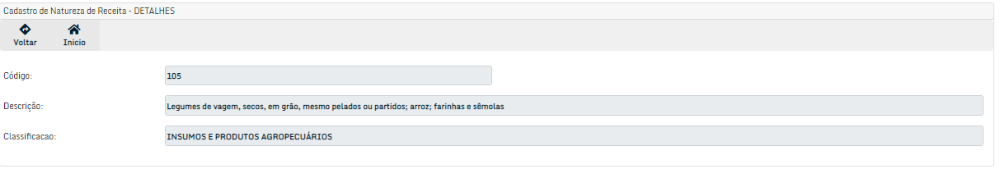 Cadastro de Natureza de Receita - DETALHES
Voltar Inicio
Código: 105
Descrição: Legumes de vagem, secos, em grão, mesmo pelados ou partidos; arroz; farinhas e sêmolas
Classificacao: INSUMOS E PRODUTOS AGROPECUÁRIOS